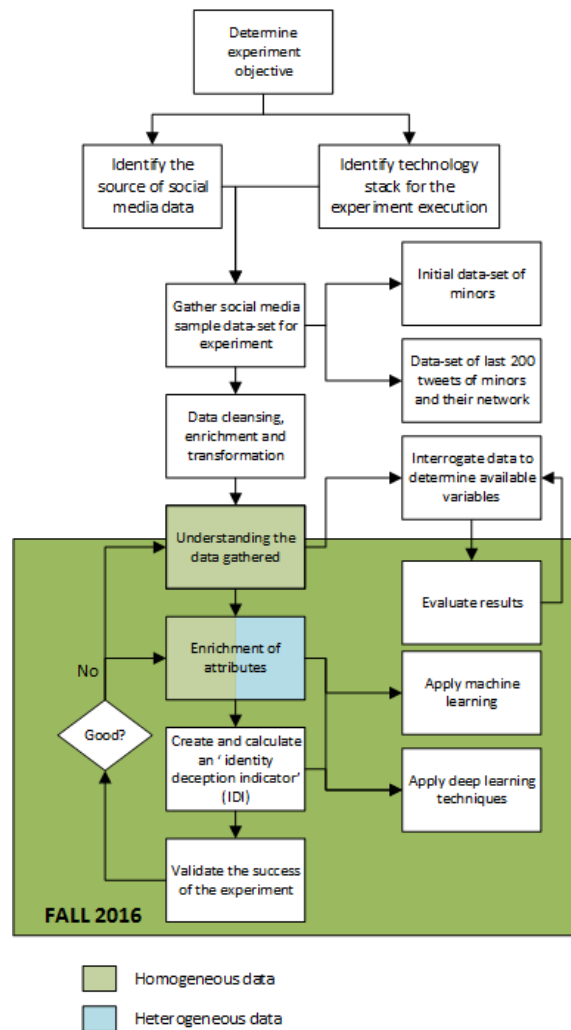 Determine
experiment
objective
Identify the
source of social
media data
Identify technology
stack for the
experiment execution
Gather social media
sample data-set for
experiment
Initial data-set of
minors
Data-set of last 200
tweets of minors
and their network
Data cleansing,
enrichment and
transformation
Interrogate data to
determine available
variables
Understanding the
data gathered
Evaluate results
Enrichment of
attributes
No
Apply machine
learning
Good?
Create and calculate
an ‘ identity
deception indicator’
(IDI)
Apply deep learning
techniques
Validate the success
of the experiment
FALL 2016
Homogeneous data
Heterogeneous data